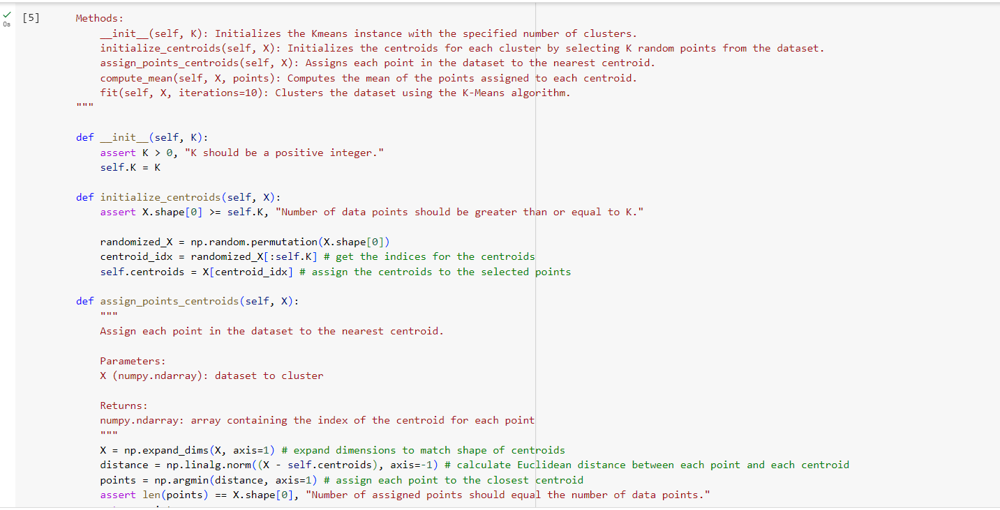 [5] Methods:
__init__(self, K): Initializes the Kmeans instance with the specified number of clusters.
initialize_centroids(self, X): Initializes the centroids for each cluster by selecting K random points from the dataset.
assign_points_centroids(self, X): Assigns each point in the dataset to the nearest centroid.
compute_mean(self, X, points): Computes the mean of the points assigned to each centroid.
fit(self, X, iterations=10): Clusters the dataset using the K-Means algorithm.
"""
0s
def __init__(self, K):
assert K > 0, "K should be a positive integer."
self.K = K
def initialize_centroids(self, X):
assert X.shape[0] >= self.K, "Number of data points should be greater than or equal to K."
randomized_X = np.random.permutation(X.shape[0])
centroid_idx = randomized_X[:self.K] # get the indices for the centroids
self.centroids = X[centroid_idx] # assign the centroids to the selected points
def assign_points_centroids(self, X):
"""
Assign each point in the dataset to the nearest centroid.
Parameters:
X (numpy.ndarray): dataset to cluster
Returns:
numpy.ndarray: array containing the index of the centroid for each point
"""
X = np.expand_dims(X, axis=1) # expand dimensions to match shape of centroids
distance = np.linalg.norm((X - self.centroids), axis=-1) # calculate Euclidean distance between each point and each centroid
points = np.argmin(distance, axis=1) # assign each point to the closest centroid
assert len(points) == X.shape[0], "Number of assigned points should equal the number of data points."